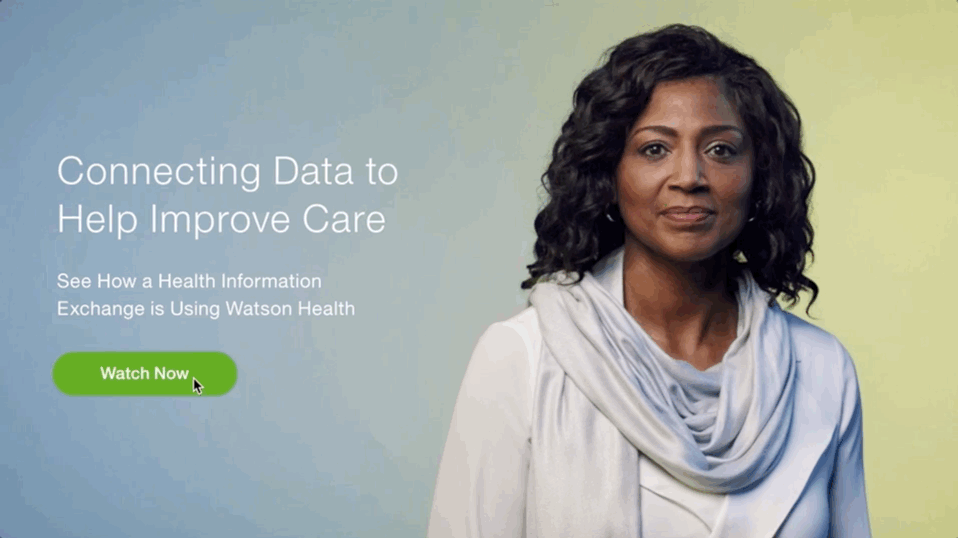 Connecting Data to
Help Improve Care
See How a Health Information
Exchange is Using Watson Health
Watch Now